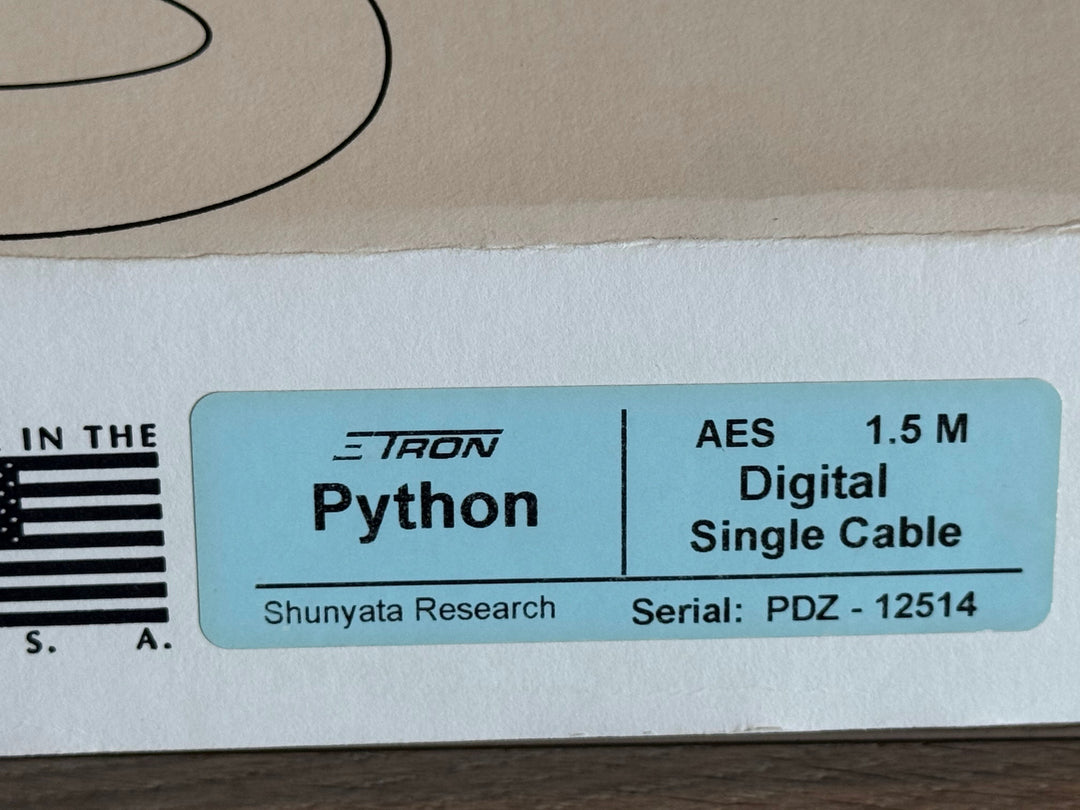 IN THE
S. A.
ΞTRON
Python
AES 1.5 M
Digital
Single Cable
Shunyata Research
Serial: PDZ - 12514